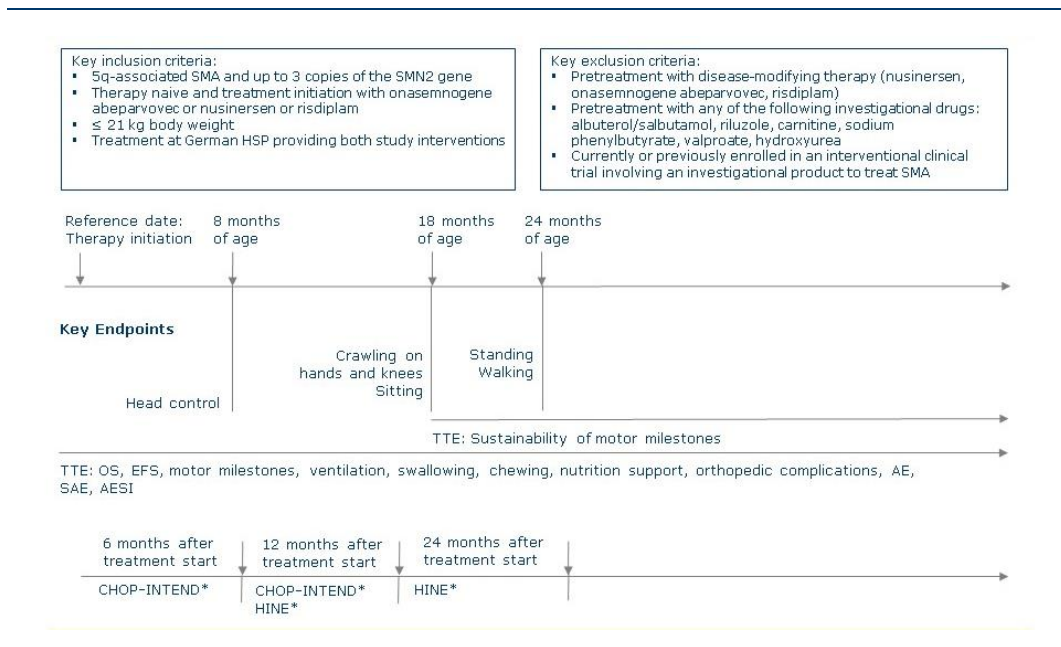 Key inclusion criteria:
▪ 5q-associated SMA and up to 3 copies of the SMN2 gene
▪ Therapy naive and treatment initiation with onasemnogene
abeparvovec or nusinersen or risdiplam
▪ ≤ 21 kg body weight
▪ Treatment at German HSP providing both study interventions
Key exclusion criteria:
▪ Pretreatment with disease-modifying therapy (nusinersen,
onasemnogene abeparvovec, risdiplam)
▪ Pretreatment with any of the following investigational drugs:
albuterol/salbutamol, riluzole, carnitine, sodium
phenylbutyrate, valproate, hydroxyurea
▪ Currently or previously enrolled in an interventional clinical
trial involving an investigational product to treat SMA
Reference date:
Therapy initiation
8 months
of age
18 months
of age
24 months
of age
Key Endpoints
Head control
Crawling on
hands and knees
Sitting
Standing
Walking
TTE: Sustainability of motor milestones
TTE: OS, EFS, motor milestones, ventilation, swallowing, chewing, nutrition support, orthopedic complications, AE,
SAE, AESI
6 months after
treatment start
12 months after
treatment start
24 months after
treatment start
CHOP-INTEND*
CHOP-INTEND*
HINE*
HINE*